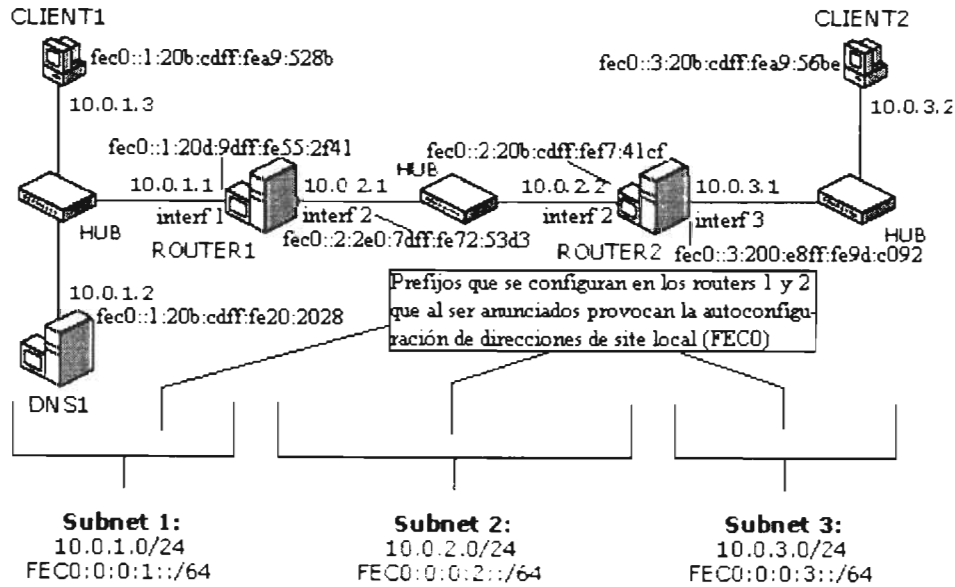 CLIENT1
CLIENT2
fec0::1:20b:cdff:fea9:528b
fec0::3:20b:cdff:fea9:56be
10.0.1.3
10.0.3.2
fec0::1:20d:9dff:fe55:2f41
fec0::2:20b:cdff:fef7:41cf
HUB
10.0.1.1
10.0.2.1
10.0.2.2
10.0.3.1
interf 1
interf 2
interf 2
interf 3
HUB
ROUTER1
fec0::2:2e0:7dff:fe72:53d3
ROUTER2
fec0::3:200:e8ff:fe9d:c092
HUB
10.0.1.2
fec0::1:20b:cdff:fe20:2028
DNS1
Prefijos que se configuran en los routers 1 y 2
que al ser anunciados provocan la autoconfigu-
ración de direcciones de site local (FEC0)
Subnet 1:
10.0.1.0/24
FEC0:0:0:1::/64
Subnet 2:
10.0.2.0/24
FEC0:0:0:2::/64
Subnet 3:
10.0.3.0/24
FEC0:0:0:3::/64